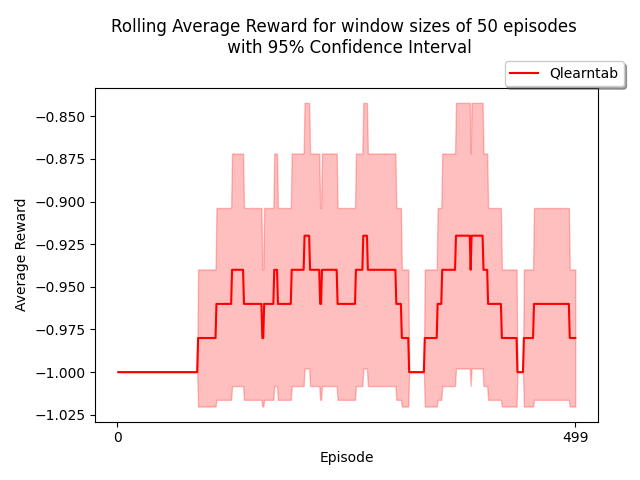 Rolling Average Reward for window sizes of 50 episodes
with 95% Confidence Interval
Qlearntab
−0.850
−0.875
−0.900
−0.925
−0.950
−0.975
−1.000
−1.025
Average Reward
0
499
Episode